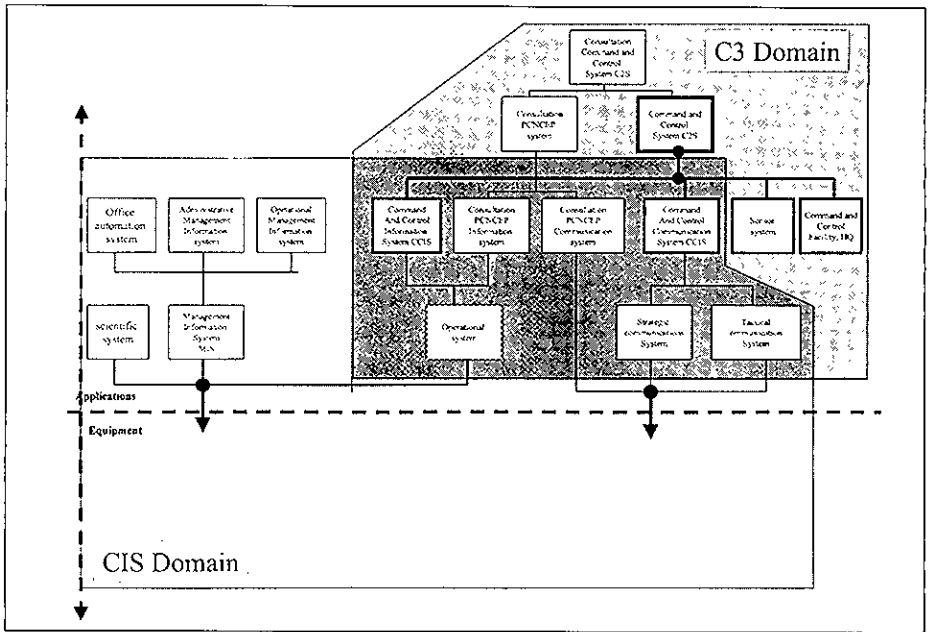 Consultation
Command and
Control
System C2S
C3 Domain
Consultation
PCNCEP
system
Command and
Control
System C2S
Office
automation
system
Administrative
Management
Information
system
Operational
Management
Information
system
Command
And Control
Information
System CCIS
Consultation
PCNCEP
Information
system
Consultation
PCNCEP
Communication
system
Command
And Control
Communication
System CC1S
Sensor
system
Command and
Control
Facility, HQ
scientific
system
Management
Information
System
MIS
Operational
system
Strategic
communication
System
Tactical
communication
System
Applications
Equipment
CIS Domain